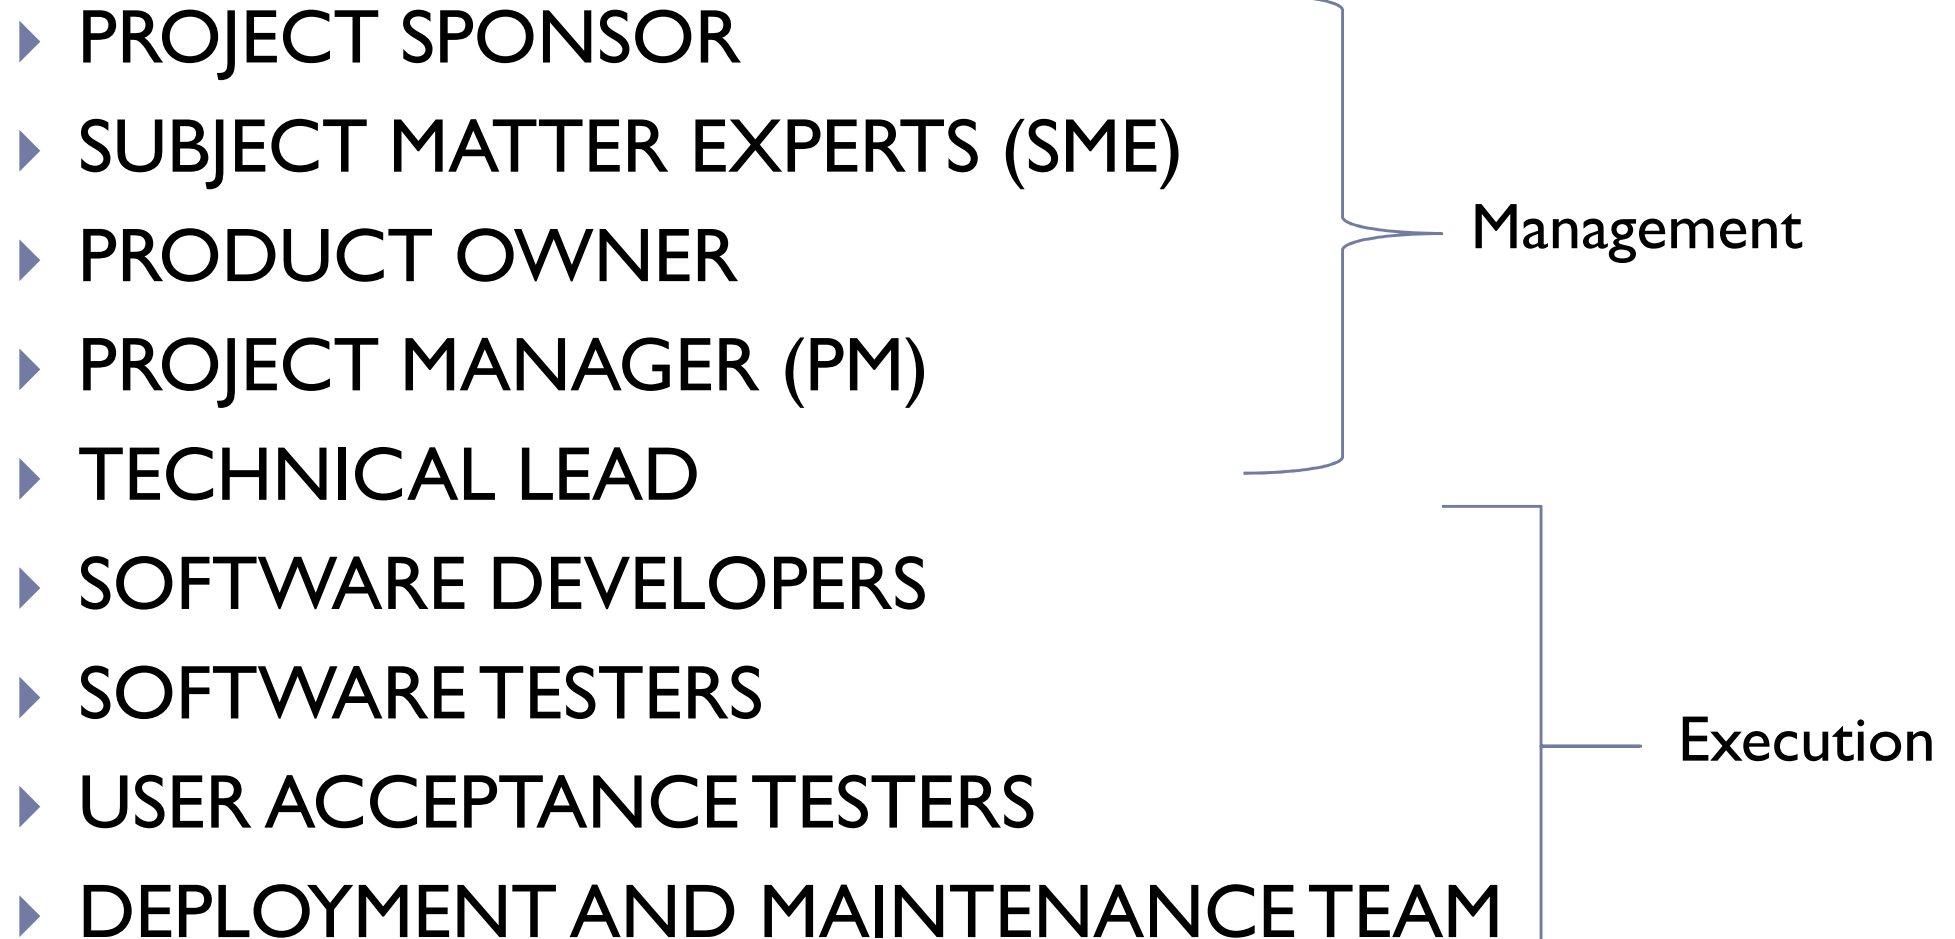 PROJECT SPONSOR
SUBJECT MATTER EXPERTS (SME)
PRODUCT OWNER
Management
PROJECT MANAGER (PM)
TECHNICAL LEAD
SOFTWARE DEVELOPERS
SOFTWARE TESTERS
Execution
USER ACCEPTANCE TESTERS
DEPLOYMENT AND MAINTENANCE TEAM